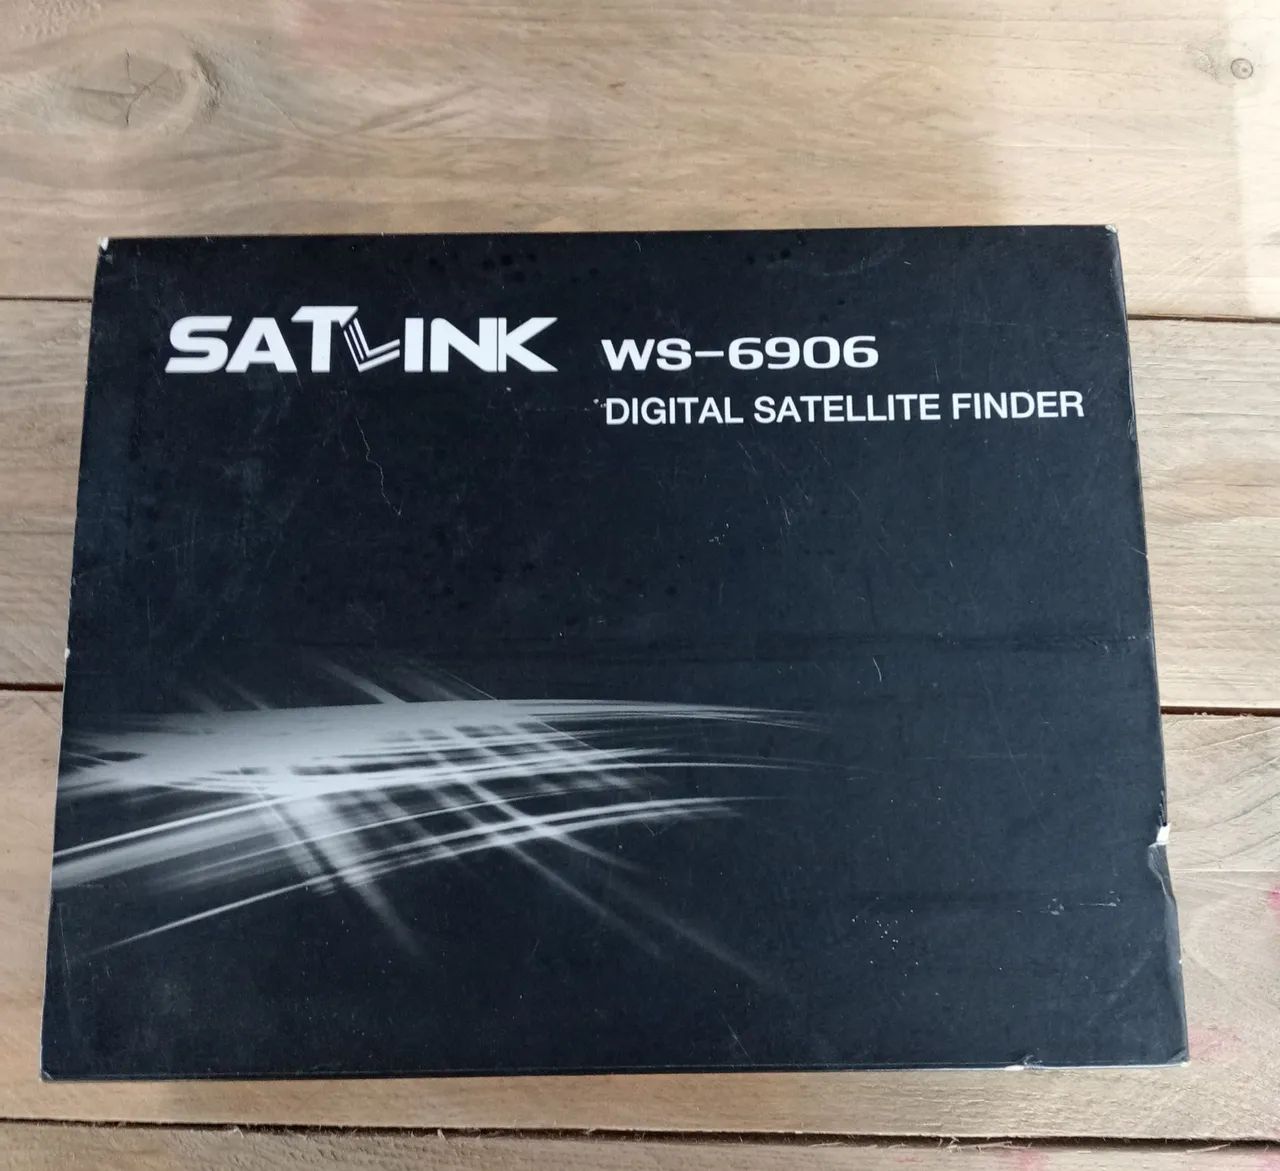 SATLINK WS-6906
DIGITAL SATELLITE FINDER